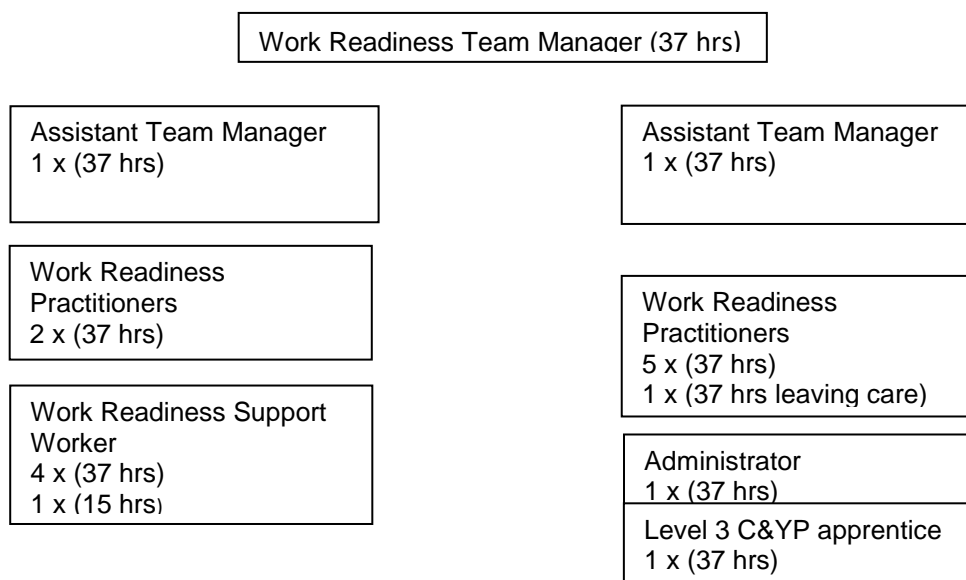 Work Readiness Team Manager (37 hrs)
Assistant Team Manager
1 x (37 hrs)
Assistant Team Manager
1 x (37 hrs)
Work Readiness
Practitioners
2 x (37 hrs)
Work Readiness
Practitioners
5 x (37 hrs)
1 x (37 hrs leaving care)
Work Readiness Support
Worker
4 x (37 hrs)
1 x (15 hrs)
Administrator
1 x (37 hrs)
Level 3 C&YP apprentice
1 x (37 hrs)